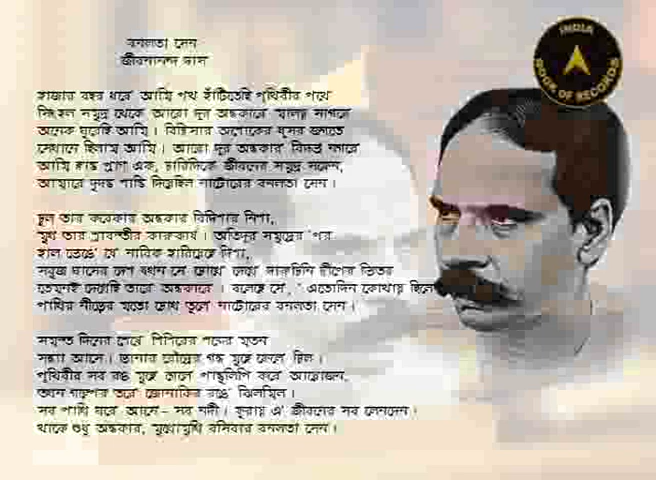 বনলতা সেন
জীবনানন্দ দাস
INDIA
BOOK OF RECORDS
হাজার বছর ধরে আমি পথ হাঁটিতেছি পৃথিবীর পথে
সিংহল সমুদ্র থেকে আরো দূর অন্ধকারে মালয় সাগরে
অনেক ঘুরেছি আমি। বিম্বিসার অশোকের ধূসর জগতে
সেখানে ছিলাম আমি। আরো দূর অন্ধকার বিদর্ভ নগরে
আমি ক্লান্ত প্রাণ এক, চারিদিকে জীবনের সমুদ্র সফেন,
আমারে দুদন্ড শান্তি দিয়েছিল নাটোরের বনলতা সেন।
চুল তার কবেকার অন্ধকার বিদিশার নিশা,
মুখ তার শ্রাবস্তীর কারুকার্য। অতিদূর সমুদ্রের 'পর
হাল ভেঙে যে নাবিক হারিয়েছে দিশা,
সবুজ ঘাসের দেশ যখন সে চোখে দেখে দারুচিনি দ্বীপের ভিতর
তেমনই দেখেছি তারে অন্ধকারে। বলেছে সে, ' এতোদিন কোথায় ছিলে
পাখির নীড়ের মতো চোখ তুলে নাটোরের বনলতা সেন।
সমস্ত দিনের শেষে শিশিরের শব্দের মতন
সন্ধ্যা আসে। ডানার রৌদ্রের গন্ধ মুছে ফেলে চিল।
পৃথিবীর সব রঙ মুছে গেলে পান্ডুলিপি করে আয়োজন,
তখন গল্পের তরে জোনাকির রঙে ঝিলমিল।
সব পাখি ঘরে আসে - সব নদী। ফুরায় এ জীবনের সব লেনদেন।
থাকে শুধু অন্ধকার, মুখোমুখি বসিবার বনলতা সেন।